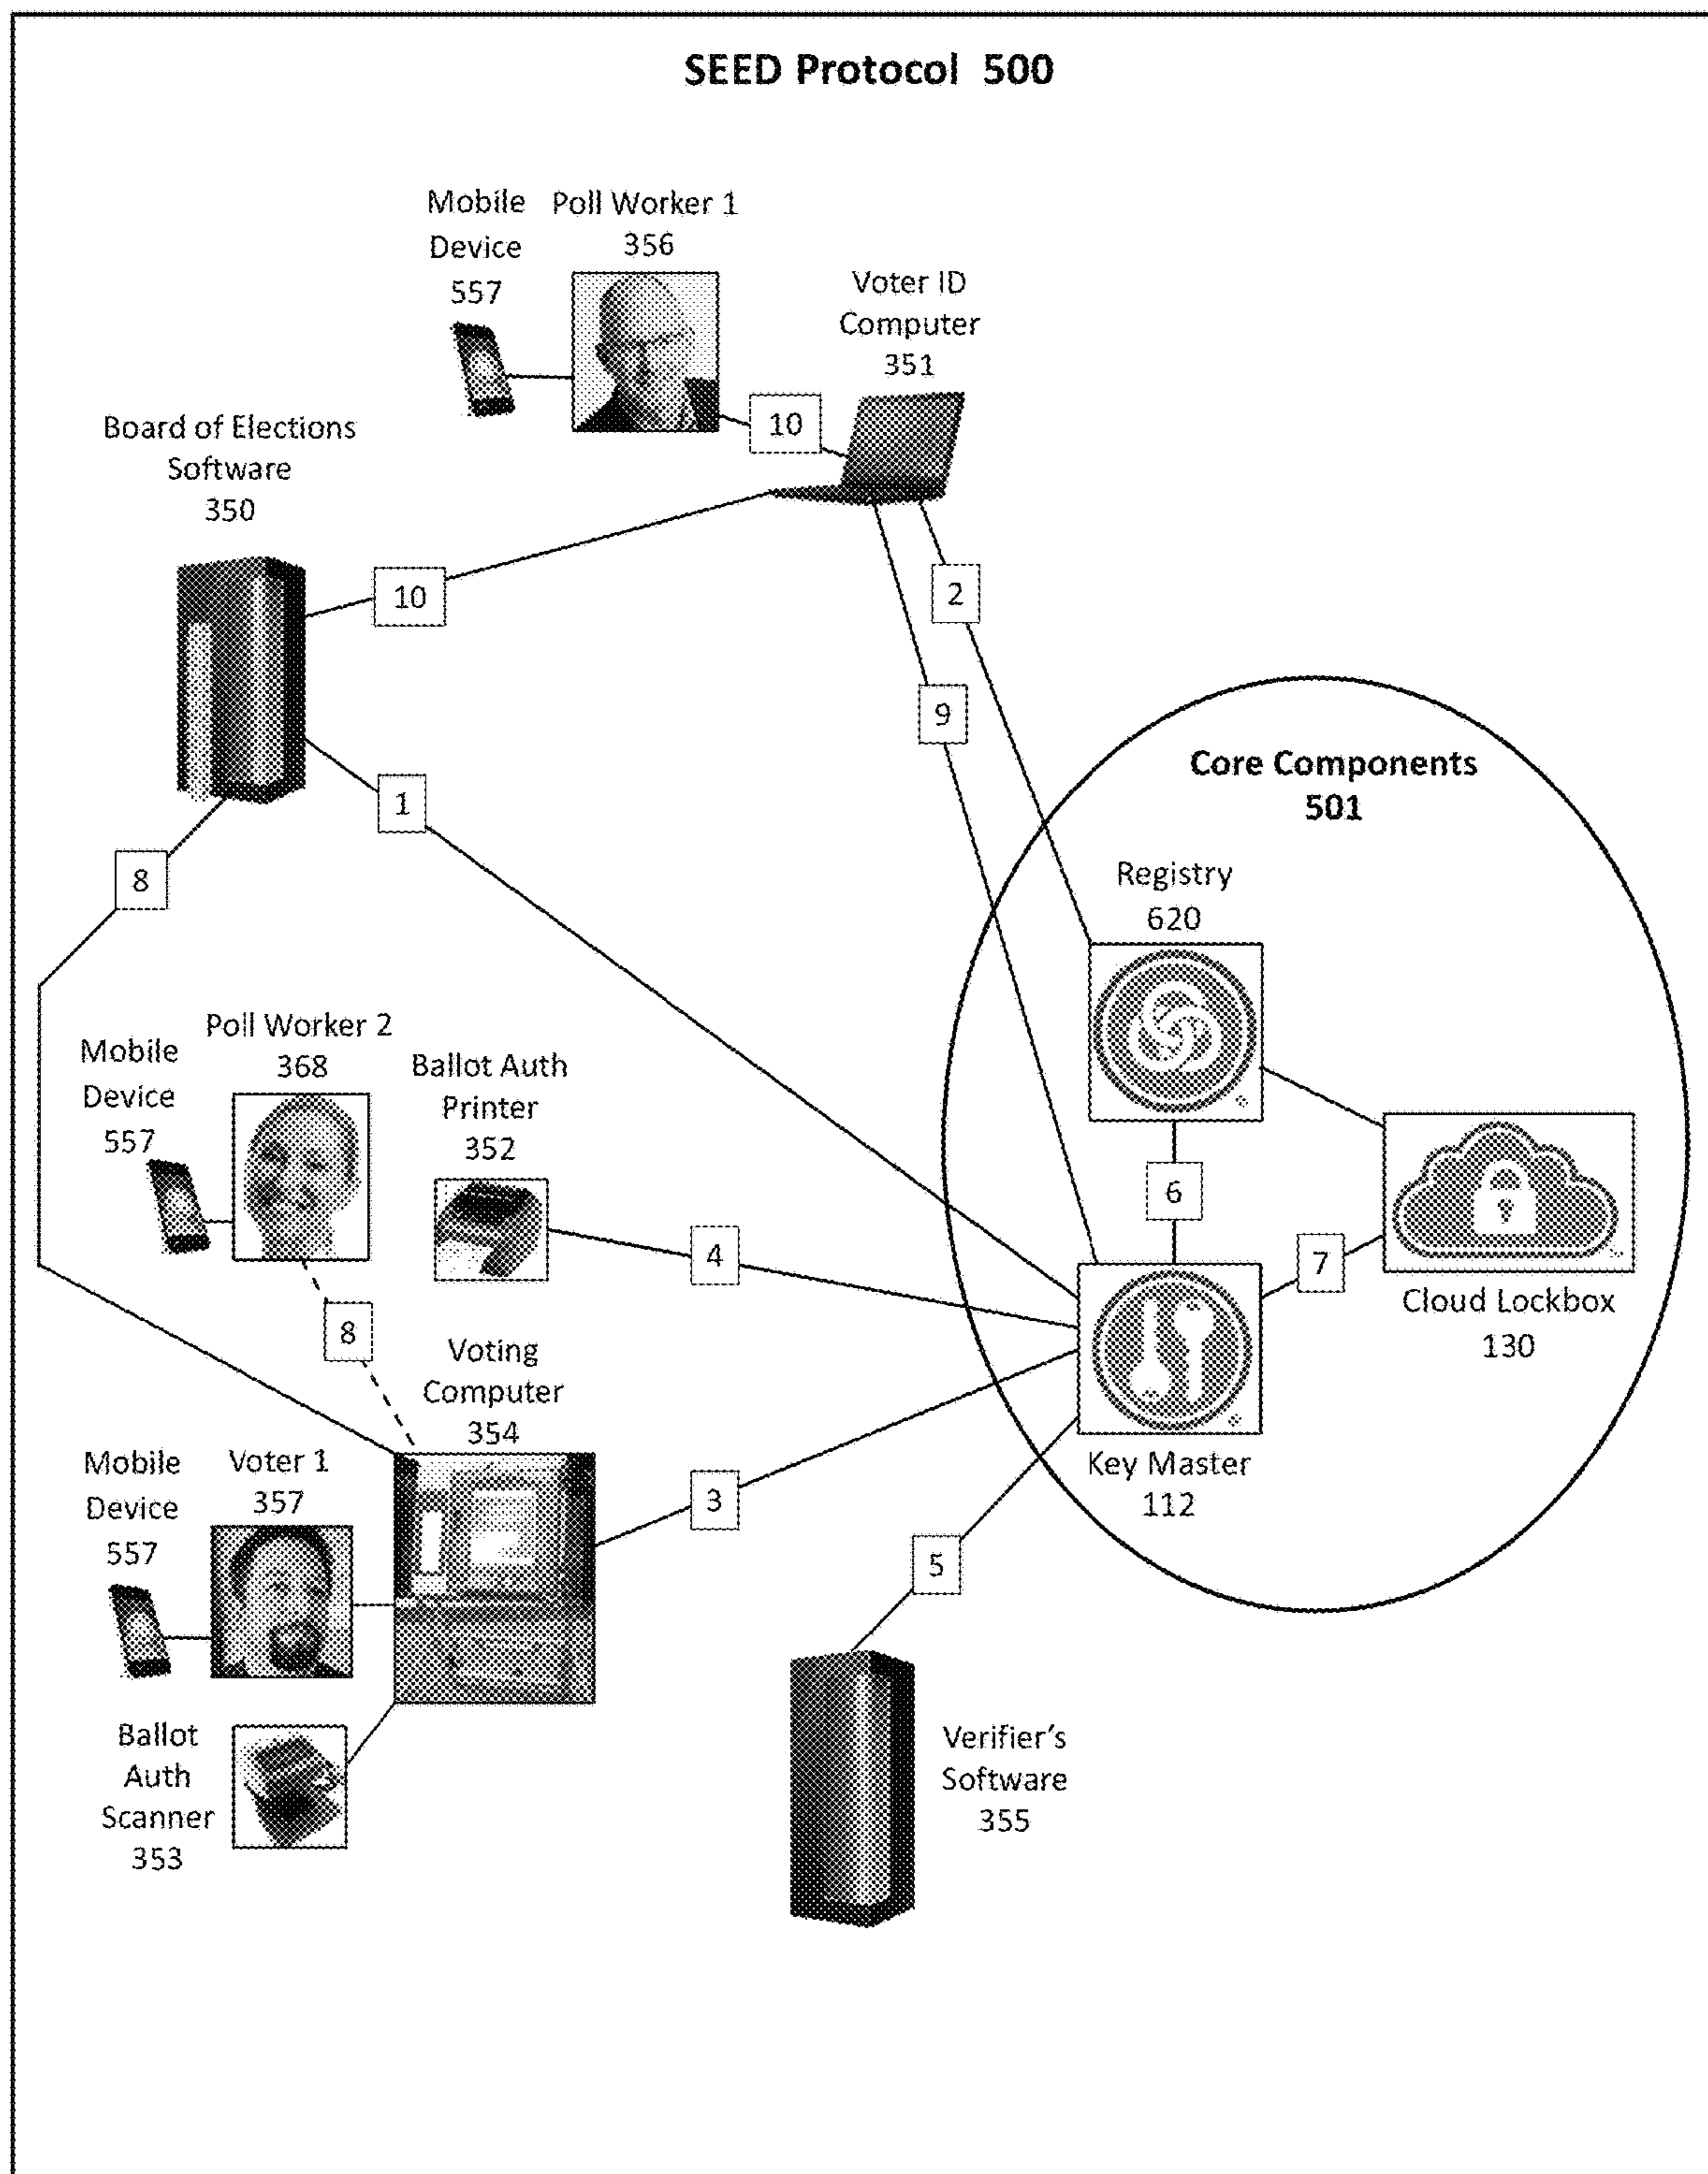 SEED Protocol 500
Mobile
Device
557
Poll Worker 1
356
Voter ID
Computer
351
10
Board of Elections
Software
350
10
2
9
1
8
Core Components
501
Registry
620
Poll Worker 2
368
Mobile
Device
557
Ballot Auth
Printer
352
6
4
7
Cloud Lockbox
130
8
Voting
Computer
354
Key Master
112
Mobile
Device
557
Voter 1
357
3
5
Ballot
Auth
Scanner
353
Verifier's
Software
355